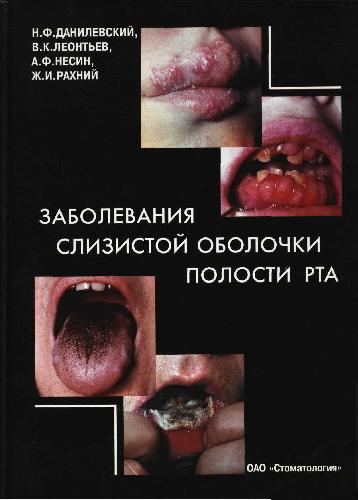 Н.Ф.ДАНИЛЕВСКИЙ,
В.К.ЛЕОНТЬЕВ,
А.Ф.НЕСИН,
Ж.И.РАХНИЙ
ЗАБОЛЕВАНИЯ
СЛИЗИСТОЙ ОБОЛОЧКИ
ПОЛОСТИ РТА
ОАО «Стоматология»